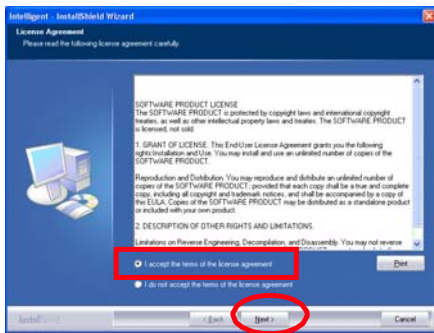 Intelligent - InstallShield Wizard
License Agreement
Please read the following license agreement carefully.
SOFTWARE PRODUCT LICENSE
The SOFTWARE PRODUCT is protected by copyright laws and international copyright
treaties, as well as other intellectual property laws and treaties. The SOFTWARE PRODUCT
is licensed, not sold.
1. GRANT OF LICENSE. This End-User License Agreement grants you the following
rights:Installation and Use. You may install and use an unlimited number of copies of the
SOFTWARE PRODUCT.
Reproduction and Distribution. You may reproduce and distribute an unlimited number of
copies of the SOFTWARE PRODUCT; provided that each copy shall be a true and complete
copy, including all copyright and trademark notices, and shall be accompanied by a copy of
this EULA. Copies of the SOFTWARE PRODUCT may be distributed as a standalone product
or included with your own product.
2. DESCRIPTION OF OTHER RIGHTS AND LIMITATIONS.
Limitations on Reverse Engineering, Decompilation, and Disassembly. You may not reverse
I accept the terms of the license agreement
Print
I do not accept the terms of the license agreement
InstallShield
< Back
Next >
Cancel